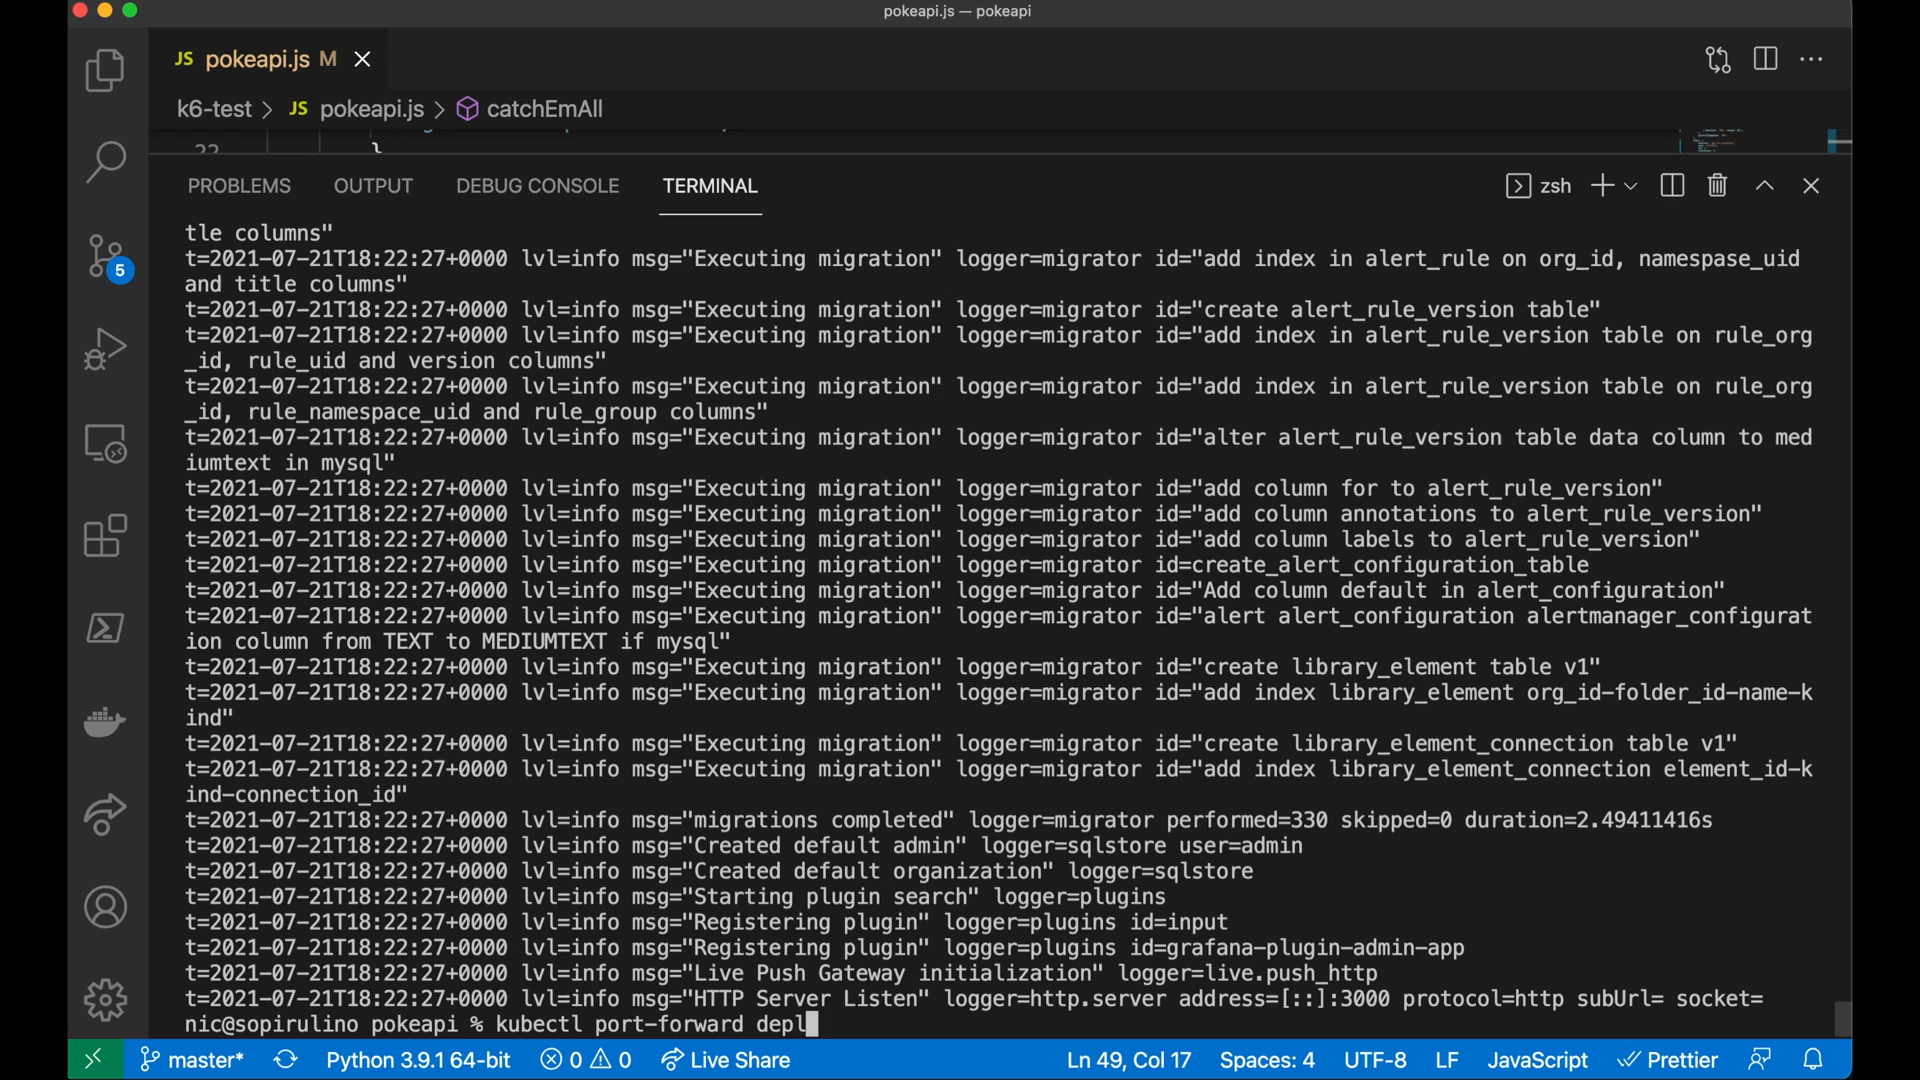 pokeapi.js — pokeapi
JS pokeapi.js M
k6-test > JS pokeapi.js > catchEmAll
22 }
PROBLEMS OUTPUT DEBUG CONSOLE TERMINAL zsh
tle columns"
t=2021-07-21T18:22:27+0000 lvl=info msg="Executing migration" logger=migrator id="add index in alert_rule on org_id, namespase_uid
and title columns"
t=2021-07-21T18:22:27+0000 lvl=info msg="Executing migration" logger=migrator id="create alert_rule_version table"
t=2021-07-21T18:22:27+0000 lvl=info msg="Executing migration" logger=migrator id="add index in alert_rule_version table on rule_org
_id, rule_uid and version columns"
t=2021-07-21T18:22:27+0000 lvl=info msg="Executing migration" logger=migrator id="add index in alert_rule_version table on rule_org
_id, rule_namespace_uid and rule_group columns"
t=2021-07-21T18:22:27+0000 lvl=info msg="Executing migration" logger=migrator id="alter alert_rule_version table data column to med
iumtext in mysql"
t=2021-07-21T18:22:27+0000 lvl=info msg="Executing migration" logger=migrator id="add column for to alert_rule_version"
t=2021-07-21T18:22:27+0000 lvl=info msg="Executing migration" logger=migrator id="add column annotations to alert_rule_version"
t=2021-07-21T18:22:27+0000 lvl=info msg="Executing migration" logger=migrator id="add column labels to alert_rule_version"
t=2021-07-21T18:22:27+0000 lvl=info msg="Executing migration" logger=migrator id=create_alert_configuration_table
t=2021-07-21T18:22:27+0000 lvl=info msg="Executing migration" logger=migrator id="Add column default in alert_configuration"
t=2021-07-21T18:22:27+0000 lvl=info msg="Executing migration" logger=migrator id="alert alert_configuration alertmanager_configurat
ion column from TEXT to MEDIUMTEXT if mysql"
t=2021-07-21T18:22:27+0000 lvl=info msg="Executing migration" logger=migrator id="create library_element table v1"
t=2021-07-21T18:22:27+0000 lvl=info msg="Executing migration" logger=migrator id="add index library_element org_id-folder_id-name-k
ind"
t=2021-07-21T18:22:27+0000 lvl=info msg="Executing migration" logger=migrator id="create library_element_connection table v1"
t=2021-07-21T18:22:27+0000 lvl=info msg="Executing migration" logger=migrator id="add index library_element_connection element_id-k
ind-connection_id"
t=2021-07-21T18:22:27+0000 lvl=info msg="migrations completed" logger=migrator performed=330 skipped=0 duration=2.49411416s
t=2021-07-21T18:22:27+0000 lvl=info msg="Created default admin" logger=sqlstore user=admin
t=2021-07-21T18:22:27+0000 lvl=info msg="Created default organization" logger=sqlstore
t=2021-07-21T18:22:27+0000 lvl=info msg="Starting plugin search" logger=plugins
t=2021-07-21T18:22:27+0000 lvl=info msg="Registering plugin" logger=plugins id=input
t=2021-07-21T18:22:27+0000 lvl=info msg="Registering plugin" logger=plugins id=grafana-plugin-admin-app
t=2021-07-21T18:22:27+0000 lvl=info msg="Live Push Gateway initialization" logger=live.push_http
t=2021-07-21T18:22:27+0000 lvl=info msg="HTTP Server Listen" logger=http.server address=[::]:3000 protocol=http subUrl= socket=
nic@sopirulino pokeapi % kubectl port-forward depl
5
master* Python 3.9.1 64-bit 0 0 Live Share Ln 49, Col 17 Spaces: 4 UTF-8 LF JavaScript Prettier